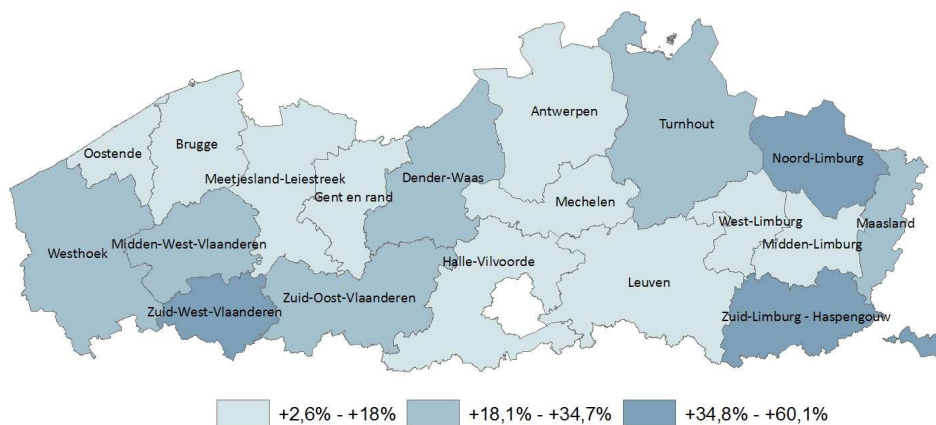 Antwerpen
Turnhout
Brugge
Oostende
Noord-Limburg
Meetjesland-Leiestreek
Dender-Waas
Gent en rand
Mechelen
West-Limburg
Maasland
Midden-West-Vlaanderen
Midden-Limburg
Westhoek
Halle-Vilvoorde
Leuven
Zuid-Oost-Vlaanderen
Zuid-West-Vlaanderen
Zuid-Limburg - Haspengouw
+2,6% - +18%
+18,1% - +34,7%
+34,8% - +60,1%